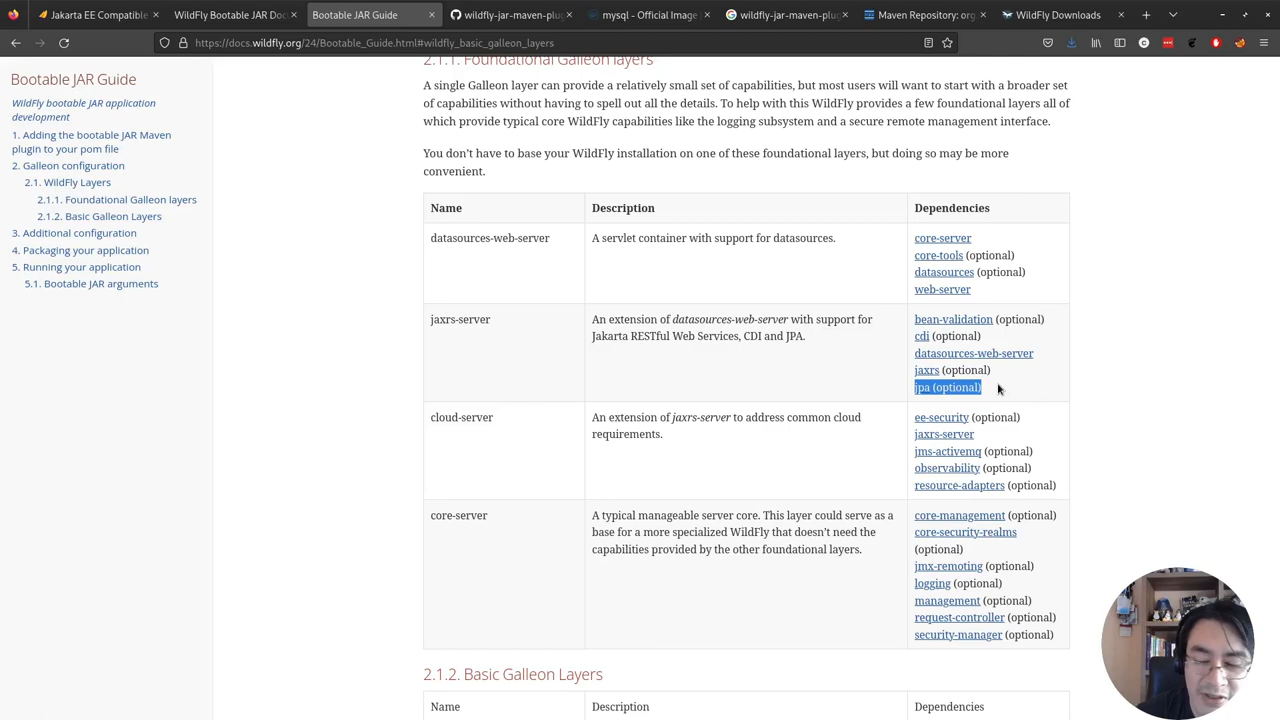 Jakarta EE Compatible
WildFly Bootable JAR Doc
Bootable JAR Guide
wildfly-jar-maven-plug
mysql - Official Image
wildfly-jar-maven-plug
Maven Repository: org
WildFly Downloads
https://docs.wildfly.org/24/Bootable_Guide.html#wildfly_basic_galleon_layers
Bootable JAR Guide
WildFly bootable JAR application
development
1. Adding the bootable JAR Maven
plugin to your pom file
2. Galleon configuration
2.1. WildFly Layers
2.1.1. Foundational Galleon layers
2.1.2. Basic Galleon Layers
3. Additional configuration
4. Packaging your application
5. Running your application
5.1. Bootable JAR arguments
2.1.1. Foundational Galleon layers
A single Galleon layer can provide a relatively small set of capabilities, but most users will want to start with a broader set
of capabilities without having to spell out all the details. To help with this WildFly provides a few foundational layers all of
which provide typical core WildFly capabilities like the logging subsystem and a secure remote management interface.
You don't have to base your WildFly installation on one of these foundational layers, but doing so may be more
convenient.
Name Description Dependencies
datasources-web-server A servlet container with support for datasources. core-server
core-tools (optional)
datasources (optional)
web-server
jaxrs-server An extension of datasources-web-server with support for bean-validation (optional)
Jakarta RESTful Web Services, CDI and JPA. cdi (optional)
datasources-web-server
jaxrs (optional)
jpa (optional)
cloud-server An extension of jaxrs-server to address common cloud ee-security (optional)
requirements. jaxrs-server
jms-activemq (optional)
observability (optional)
resource-adapters (optional)
core-server A typical manageable server core. This layer could serve as a core-management (optional)
base for a more specialized WildFly that doesn't need the core-security-realms
capabilities provided by the other foundational layers. (optional)
jmx-remoting (optional)
logging (optional)
management (optional)
request-controller (optional)
security-manager (optional)
2.1.2. Basic Galleon Layers
Name Description Dependencies